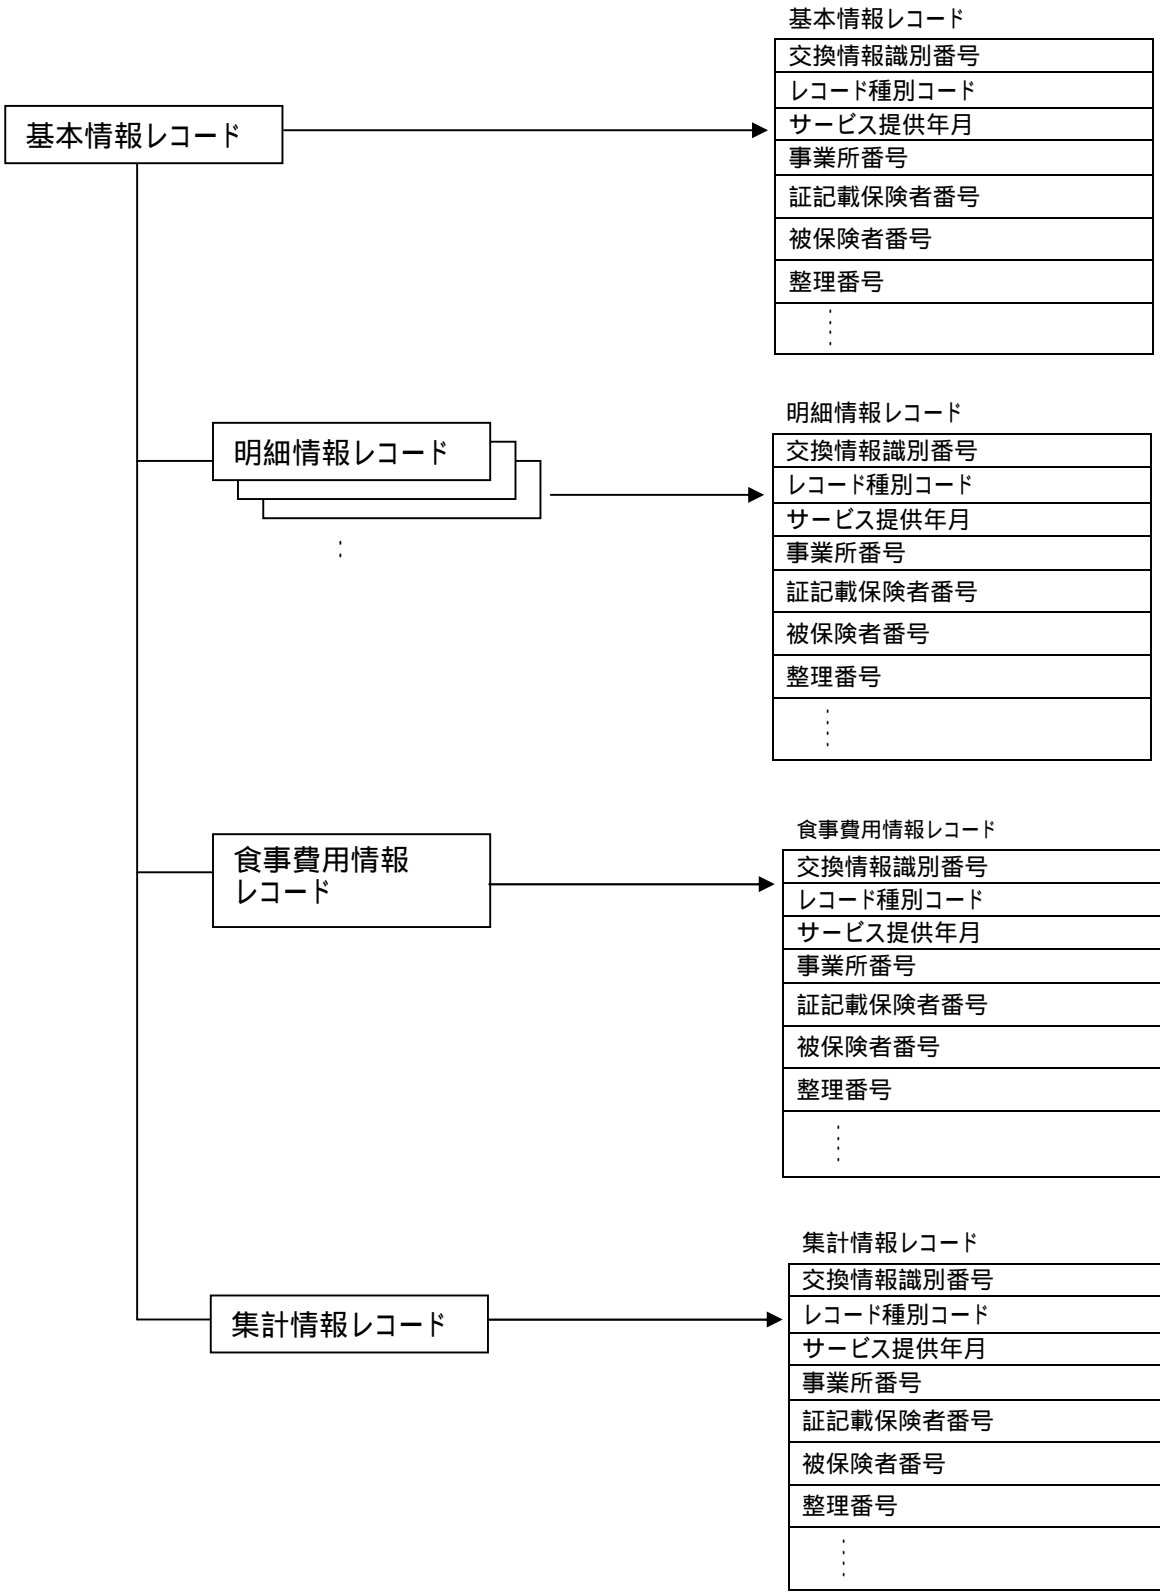 基本情報レコード
基本情報レコード
交換情報識別番号
レコード種別コード
サービス提供年月
事業所番号
証記載保険者番号
被保険者番号
整理番号
明細情報レコード
明細情報レコード
交換情報識別番号
レコード種別コード
サービス提供年月
事業所番号
証記載保険者番号
被保険者番号
整理番号
食事費用情報
レコード
食事費用情報レコード
交換情報識別番号
レコード種別コード
サービス提供年月
事業所番号
証記載保険者番号
被保険者番号
整理番号
集計情報レコード
集計情報レコード
交換情報識別番号
レコード種別コード
サービス提供年月
事業所番号
証記載保険者番号
被保険者番号
整理番号